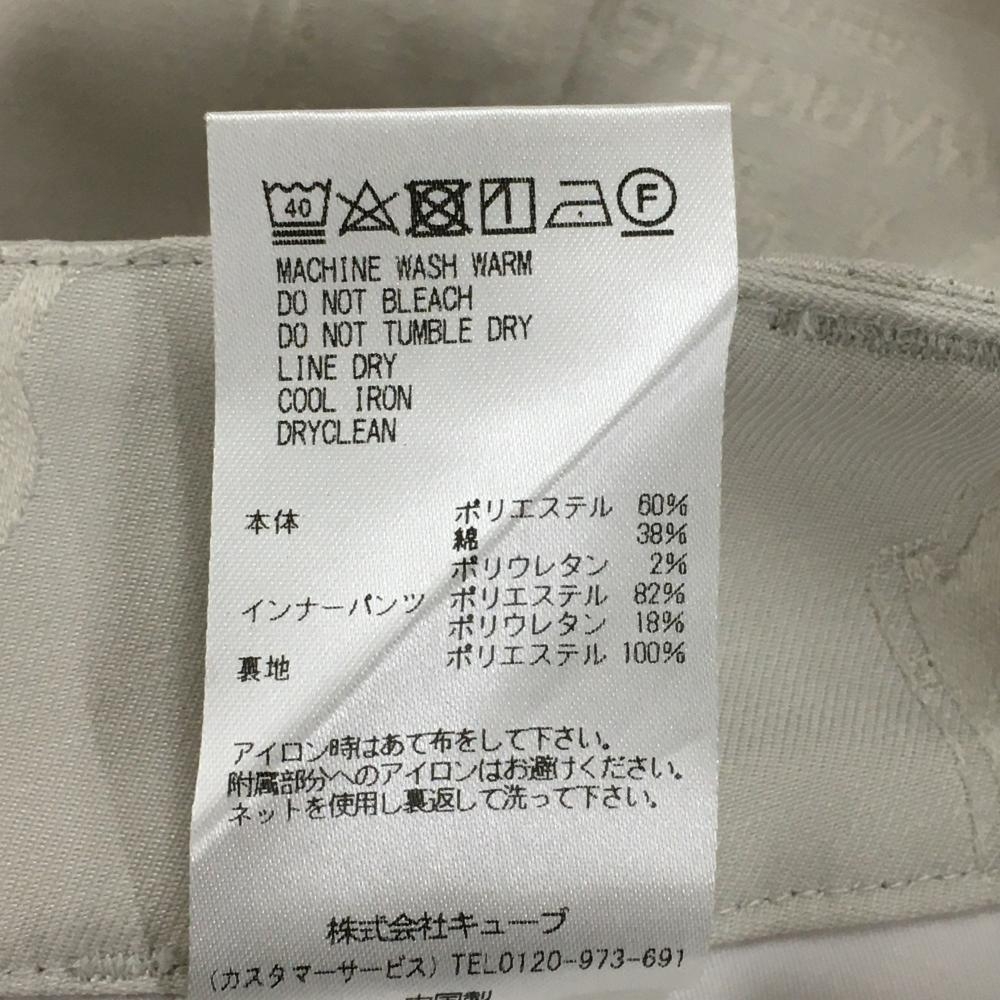 40 F
MACHINE WASH WARM
DO NOT BLEACH
DO NOT TUMBLE DRY
LINE DRY
COOL IRON
DRYCLEAN
本体 ポリエステル 60%
綿 38%
ポリウレタン 2%
インナーパンツ ポリエステル 82%
ポリウレタン 18%
裏地 ポリエステル 100%
アイロン時はあて布をして下さい。
附属部分へのアイロンはお避けください。
ネットを使用し裏返して洗って下さい。
株式会社キューブ
(カスタマーサービス) TEL0120-973-691
中国製